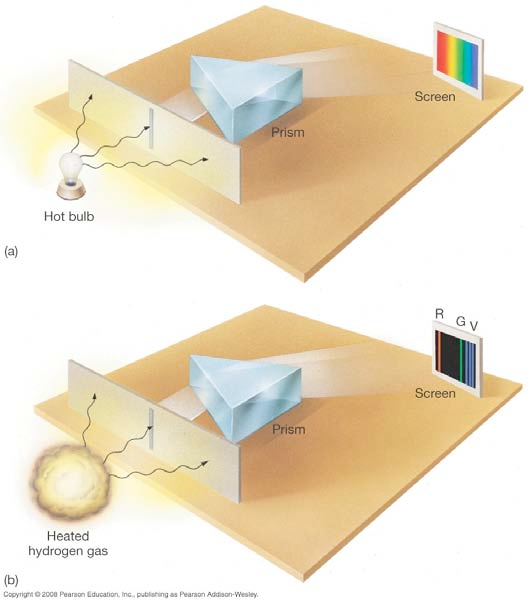 Screen
Prism
Hot bulb
(a)
R G V
Screen
Prism
Heated
hydrogen gas
(b)
Copyright © 2008 Pearson Education, Inc., publishing as Pearson Addison-Wesley.